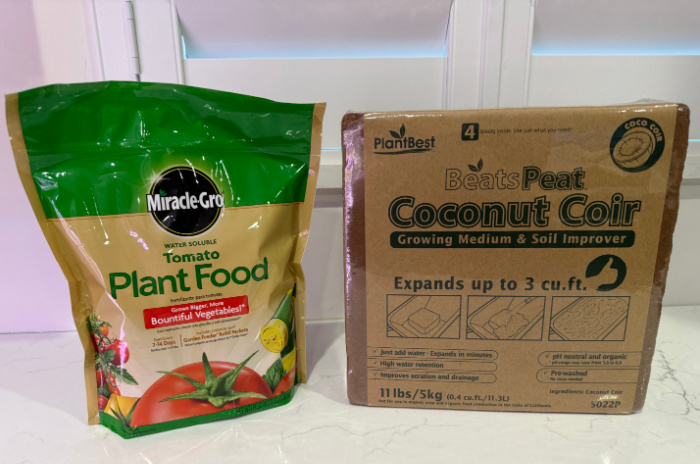 Miracle-Gro
WATER SOLUBLE
Tomato
Plant Food
Grows Bigger, More
Bountiful Vegetables!*
7-14 Days
PlantBest
4
COCO COIR
BeatsPeat
Coconut Coir
Growing Medium & Soil Improver
Expands up to 3 cu.ft.
Just add water · Expands in minutes
High water retention
Improves aeration and drainage
pH neutral and organic
Pre-washed
11 lbs/5kg (0.4 cu.ft./11.3L)
Ingredients: Coconut Coir
5022P